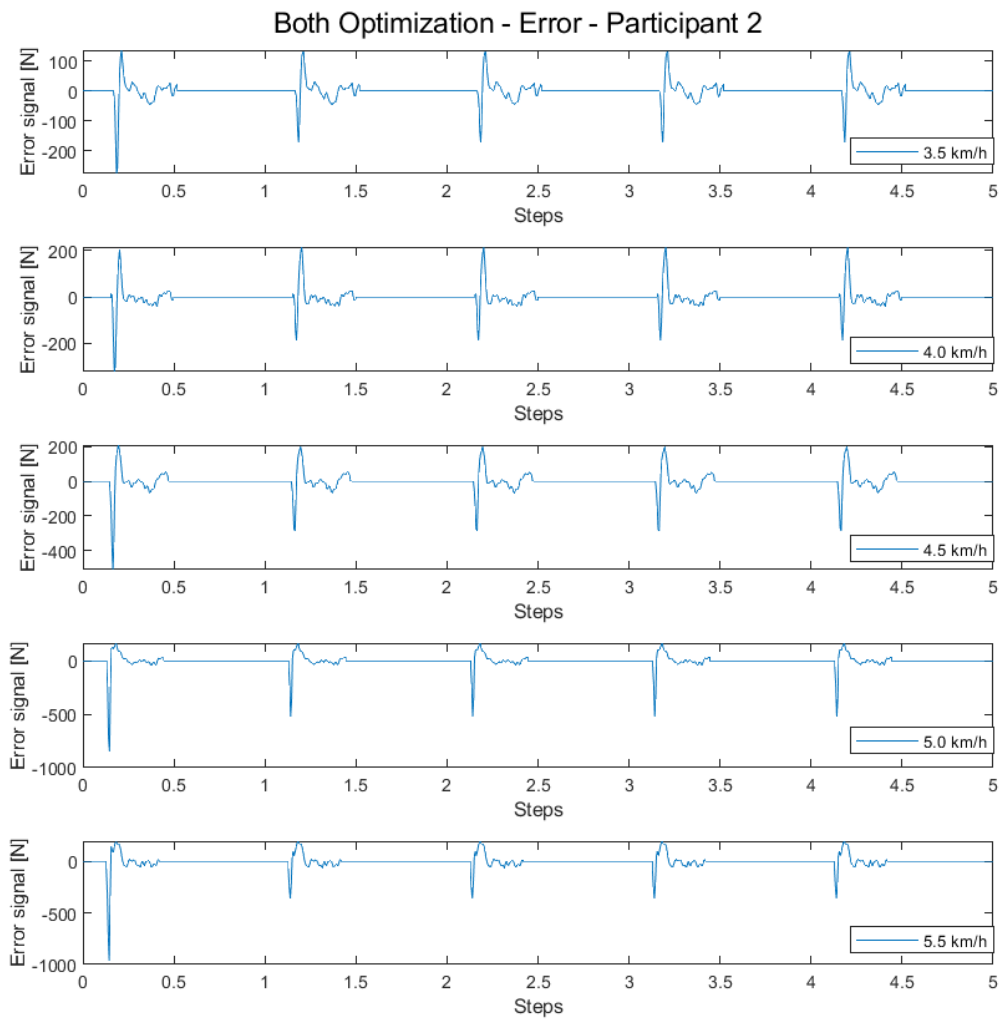 Both Optimization - Error - Participant 2
Error signal [N]
100
0
-100
-200
3.5 km/h
0 0.5 1 1.5 2 2.5 3 3.5 4 4.5 5
Steps
Error signal [N]
200
0
-200
4.0 km/h
0 0.5 1 1.5 2 2.5 3 3.5 4 4.5 5
Steps
Error signal [N]
200
0
-200
-400
4.5 km/h
0 0.5 1 1.5 2 2.5 3 3.5 4 4.5 5
Steps
Error signal [N]
0
-500
-1000
5.0 km/h
0 0.5 1 1.5 2 2.5 3 3.5 4 4.5 5
Steps
Error signal [N]
0
-500
-1000
5.5 km/h
0 0.5 1 1.5 2 2.5 3 3.5 4 4.5 5
Steps